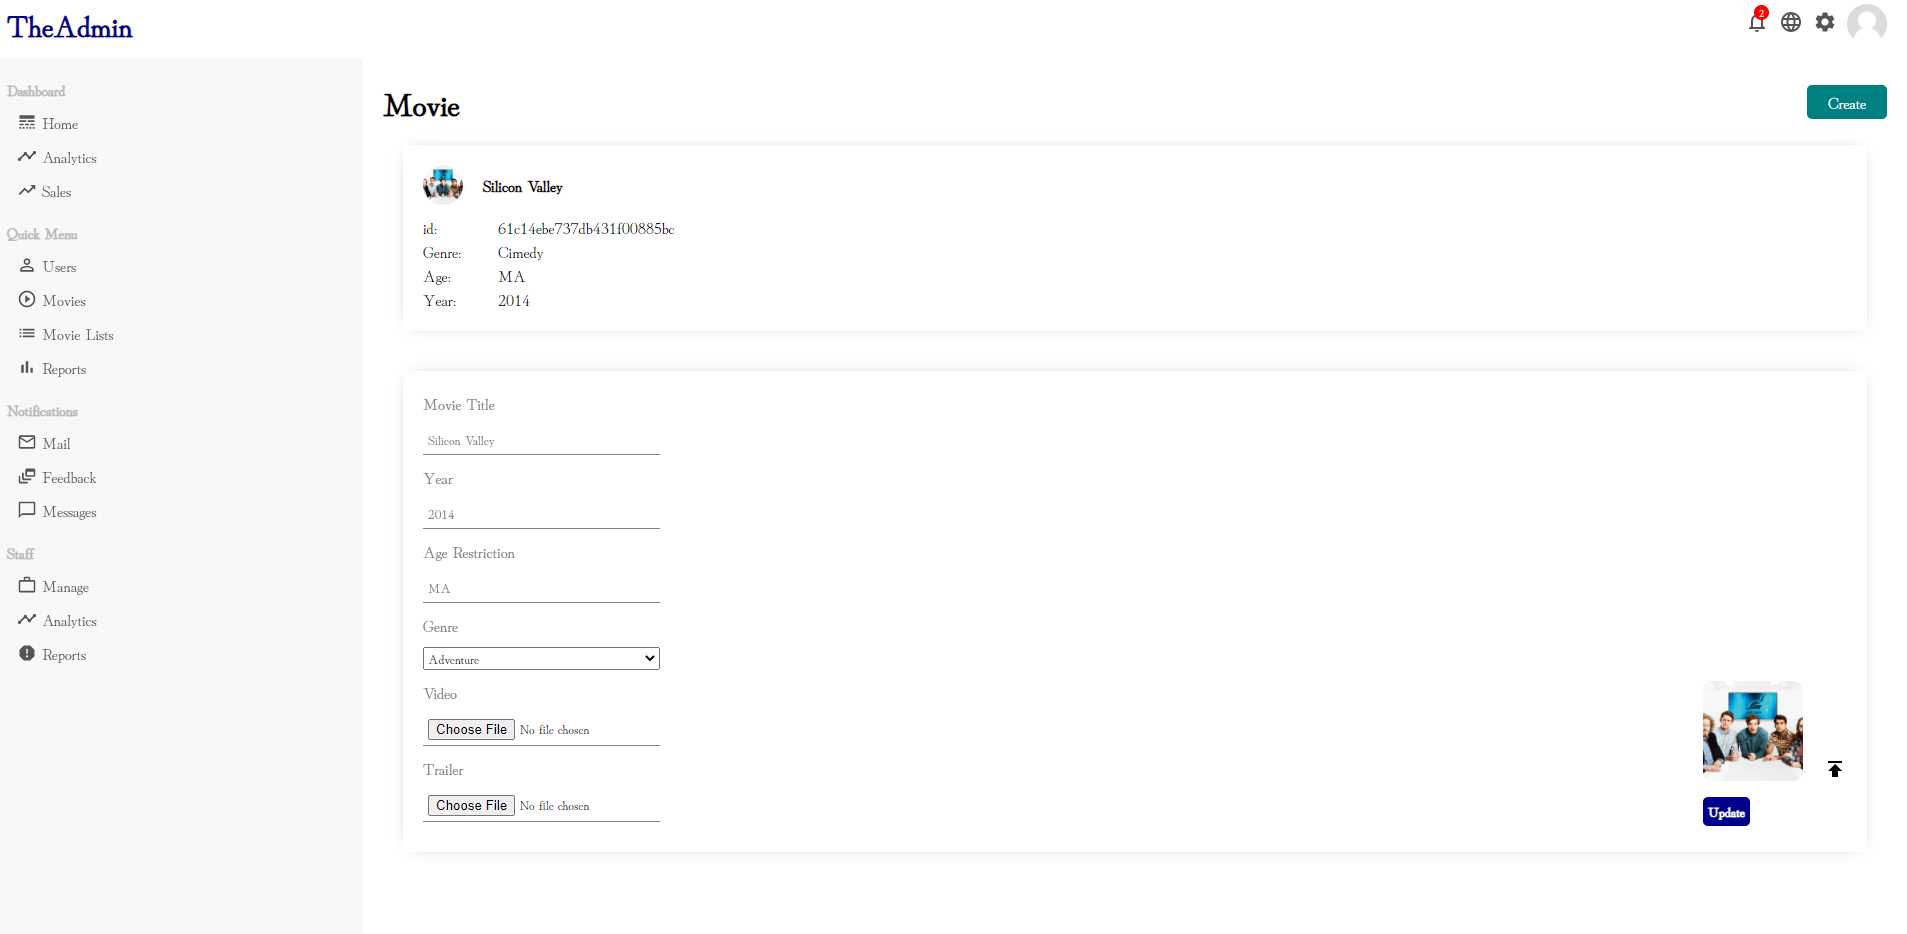 TheAdmin
2
Dashboard
Home
Analytics
Sales
Quick Menu
Users
Movies
Movie Lists
Reports
Notifications
Mail
Feedback
Messages
Staff
Manage
Analytics
Reports
Movie
Create
Silicon Valley
id: 61c14ebe737db431f00885bc
Genre: Cimedy
Age: MA
Year: 2014
Movie Title
Silicon Valley
Year
2014
Age Restriction
MA
Genre
Adventure
Video
Choose File No file chosen
Trailer
Choose File No file chosen
Update